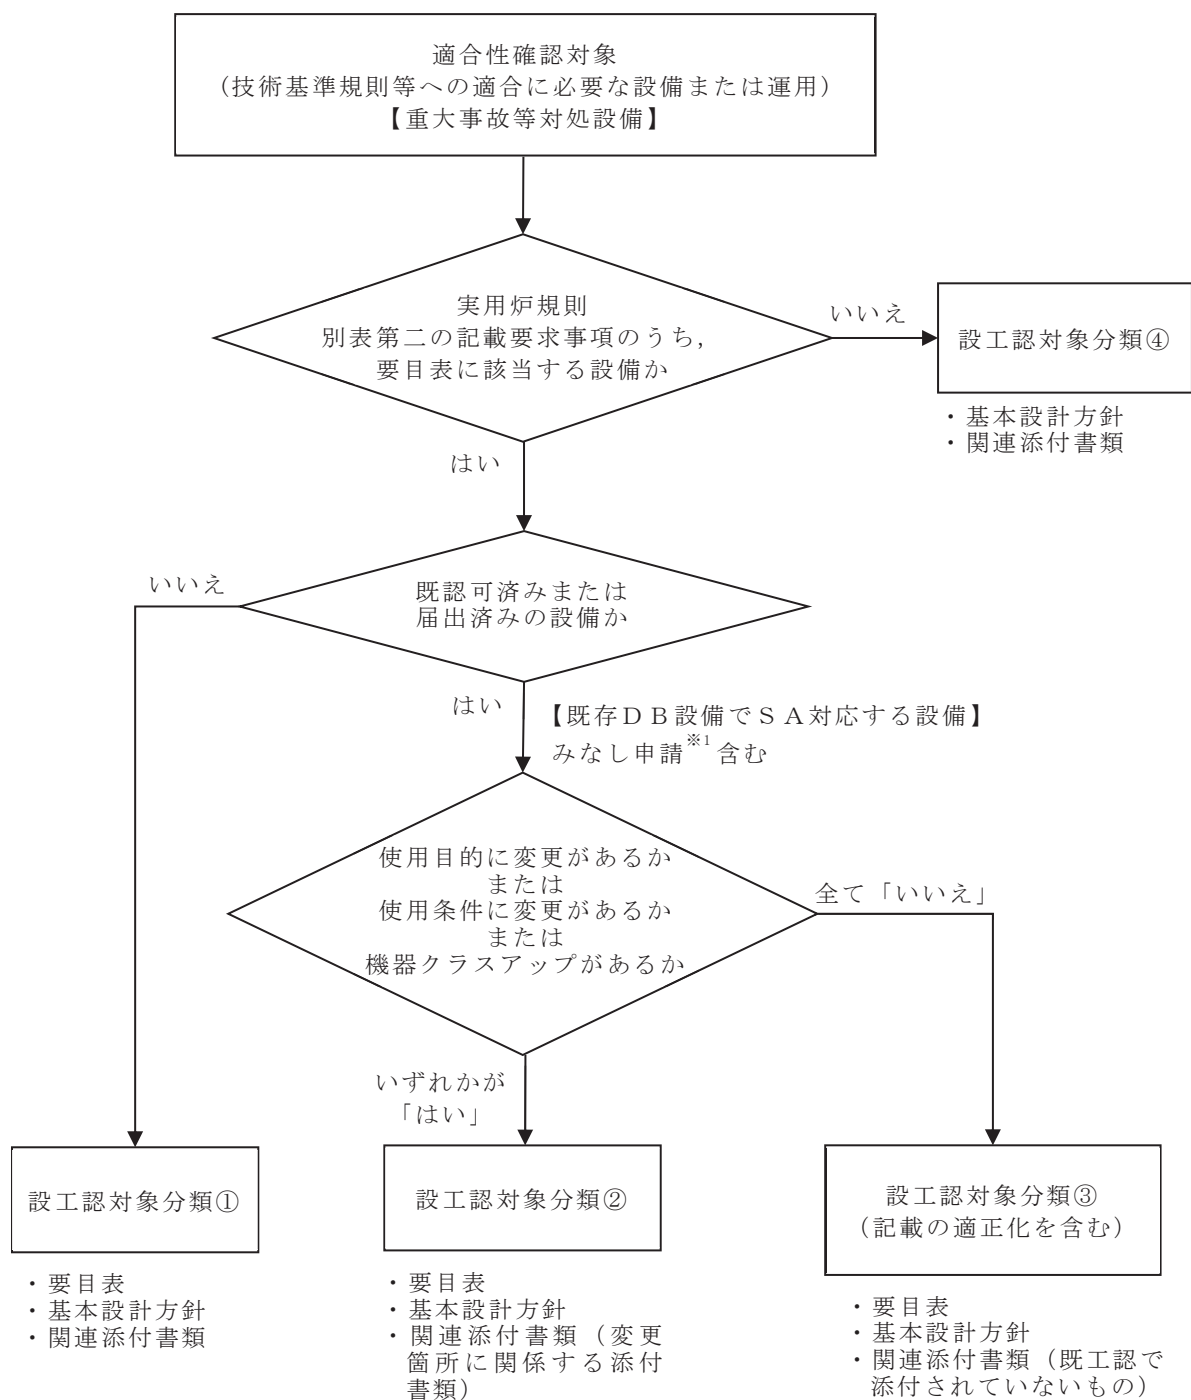 適合性確認対象
（技術基準規則等への適合に必要な設備または運用）
【重大事故等対処設備】
実用炉規則
別表第二の記載要求事項のうち，
要目表に該当する設備か
いいえ
設工認対象分類④
・基本設計方針
・関連添付書類
はい
既認可済みまたは
届出済みの設備か
いいえ
はい
【既存ＤＢ設備でＳＡ対応する設備】
みなし申請※1含む
使用目的に変更があるか
または
使用条件に変更があるか
または
機器クラスアップがあるか
全て「いいえ」
いずれかが
「はい」
設工認対象分類①
・要目表
・基本設計方針
・関連添付書類
設工認対象分類②
・要目表
・基本設計方針
・関連添付書類（変更
箇所に関係する添付
書類）
設工認対象分類③
（記載の適正化を含む）
・要目表
・基本設計方針
・関連添付書類（既工認で
添付されていないもの）